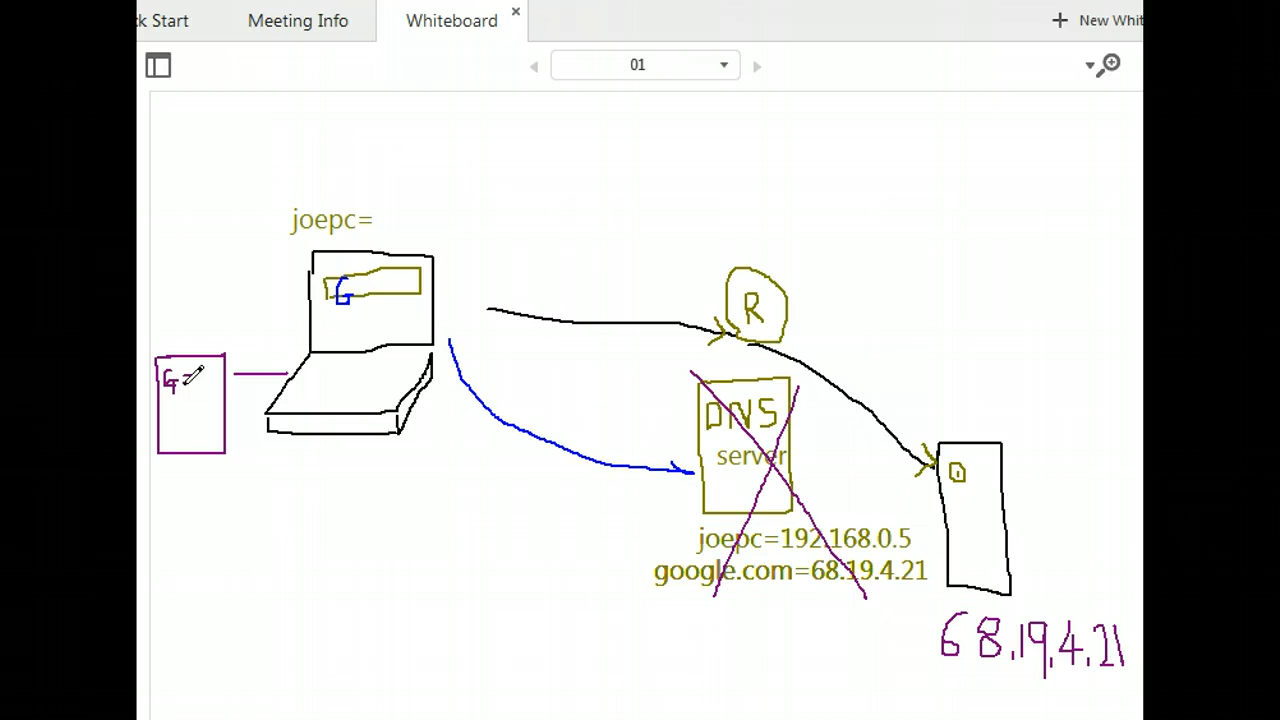 ck Start Meeting Info Whiteboard × + New Whit
01
joepc=
G
R
G=
DNS
server
joepc=192.168.0.5
google.com=68.19.4.21
68.19.4.21